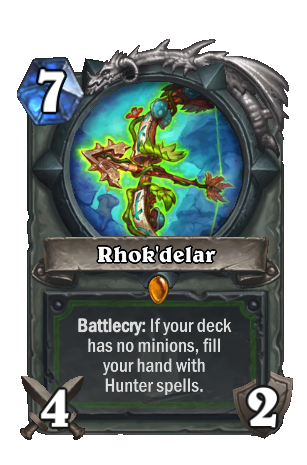 7
Rhok'delar
Battlecry: If your deck
has no minions, fill
your hand with
Hunter spells.
4
2